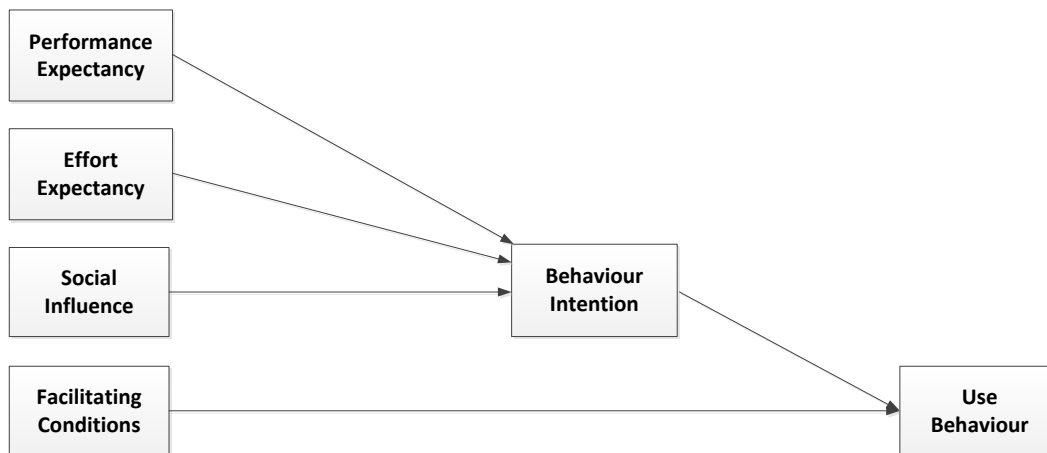 Performance
Expectancy
Effort
Expectancy
Social
Influence
Behaviour
Intention
Facilitating
Conditions
Use
Behaviour